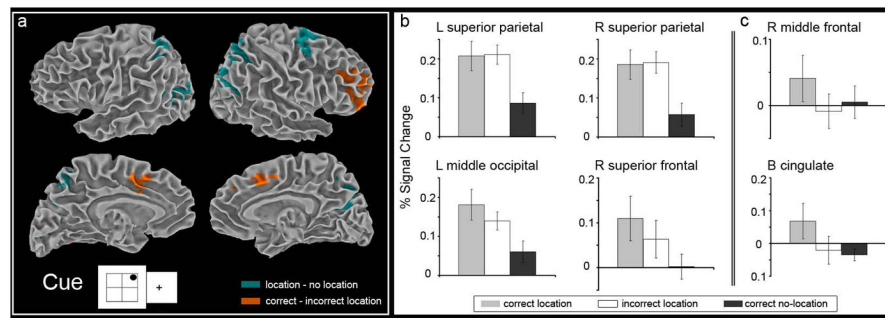 a
Cue
+
location - no location
correct - incorrect location
b
% Signal Change
L superior parietal
0.2
0.1
0
R superior parietal
0.2
0.1
0
L middle occipital
0.2
0.1
0
R superior frontal
0.2
0.1
0
c
R middle frontal
0.1
0
0.1
B cingulate
0.1
0
0.1
correct location
incorrect location
correct no-location